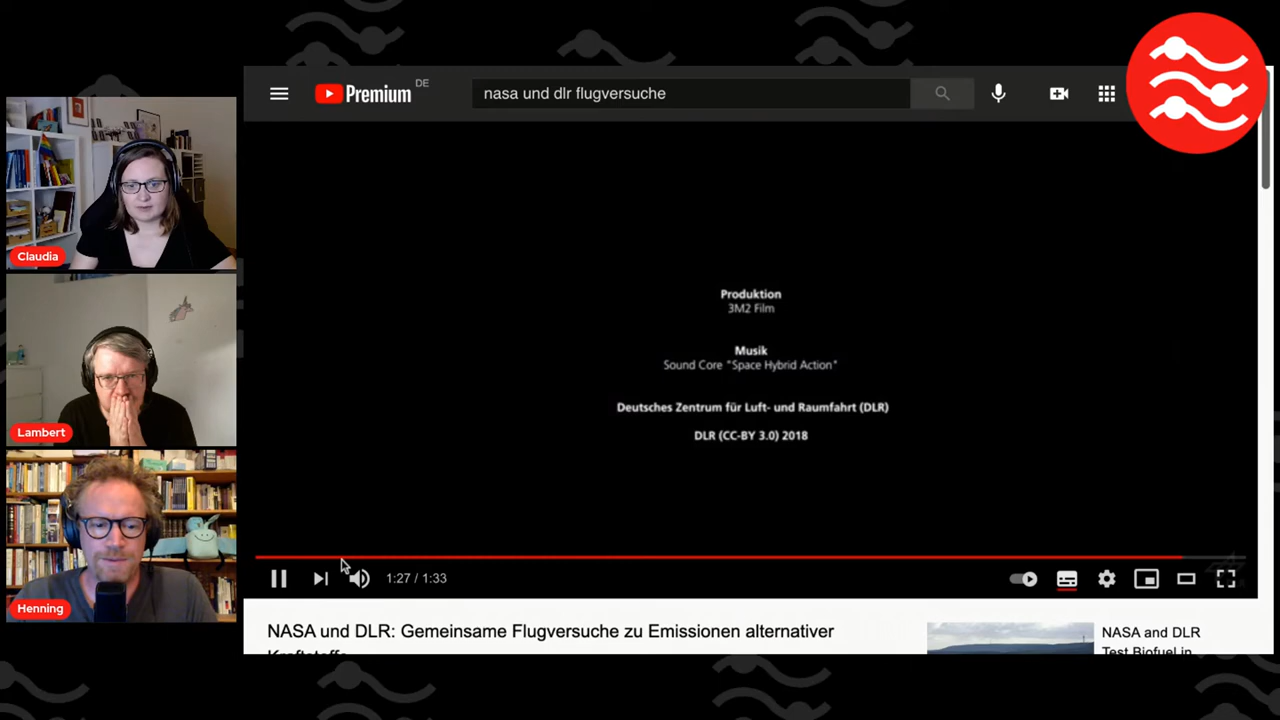 Premium
DE
nasa und dlr flugversuche
Claudia
Lambert
Henning
Produktion
3M2 Film
Musik
Sound Core "Space Hybrid Action"
Deutsches Zentrum für Luft- und Raumfahrt (DLR)
DLR (CC-BY 3.0) 2018
1:27 / 1:33
NASA und DLR: Gemeinsame Flugversuche zu Emissionen alternativer
Kraftstoffe
NASA and DLR
Test Biofuel in